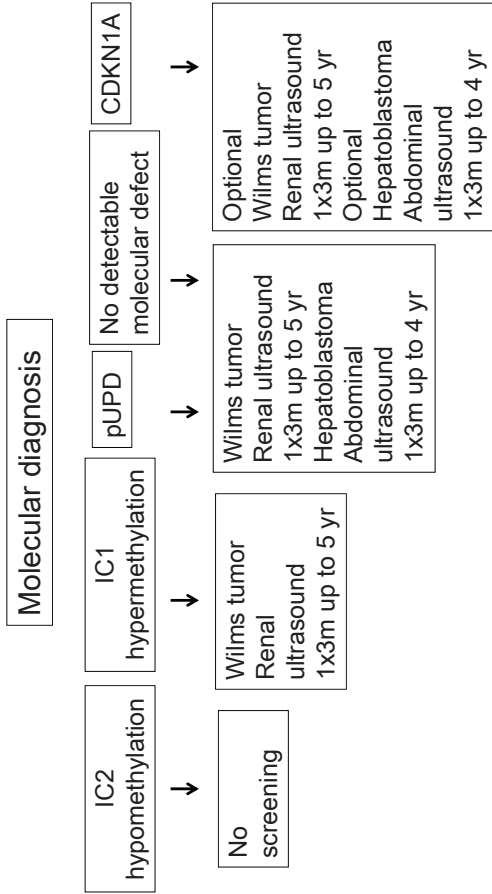 Molecular diagnosis
IC2
hypomethylation
IC1
hypermethylation
pUPD
No detectable
molecular defect
CDKN1A
No
screening
Wilms tumor
Renal
ultrasound
1x3m up to 5 yr
Wilms tumor
Renal ultrasound
1x3m up to 5 yr
Hepatoblastoma
Abdominal
ultrasound
1x3m up to 4 yr
Optional
Wilms tumor
Renal ultrasound
1x3m up to 5 yr
Optional
Hepatoblastoma
Abdominal
ultrasound
1x3m up to 4 yr